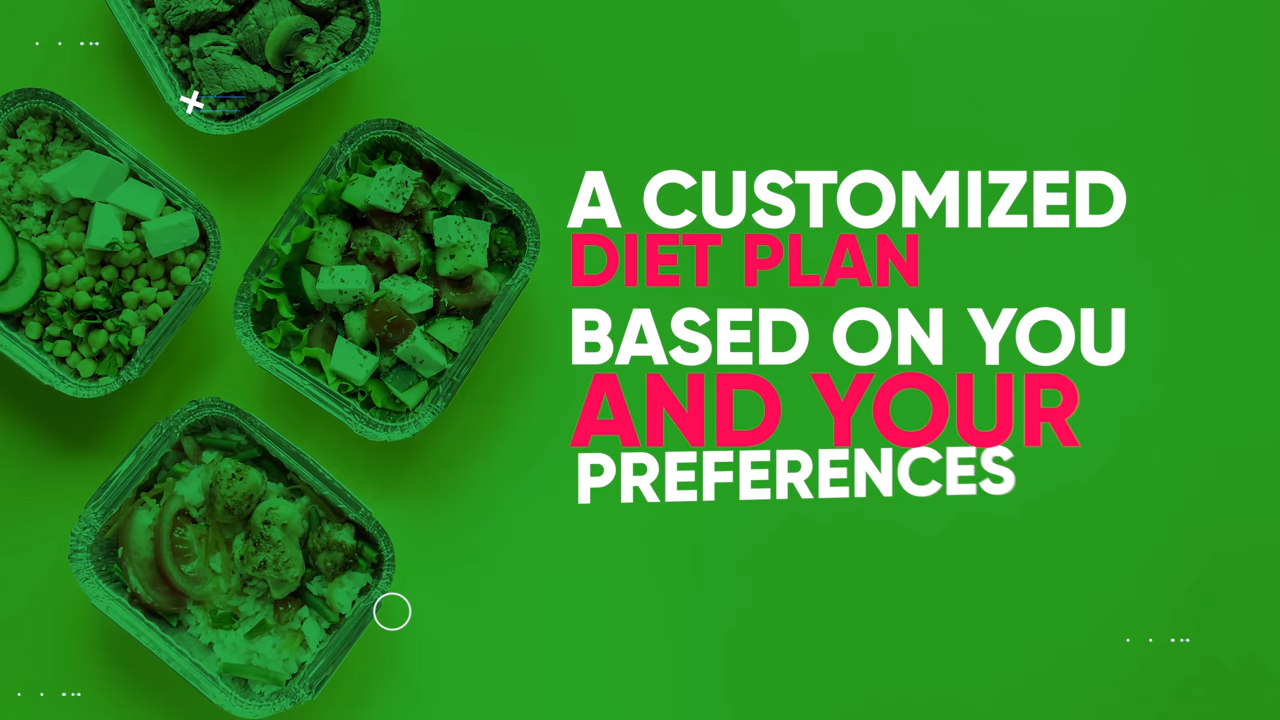 A CUSTOMIZED
DIET PLAN
BASED ON YOU
AND YOUR
PREFERENCES